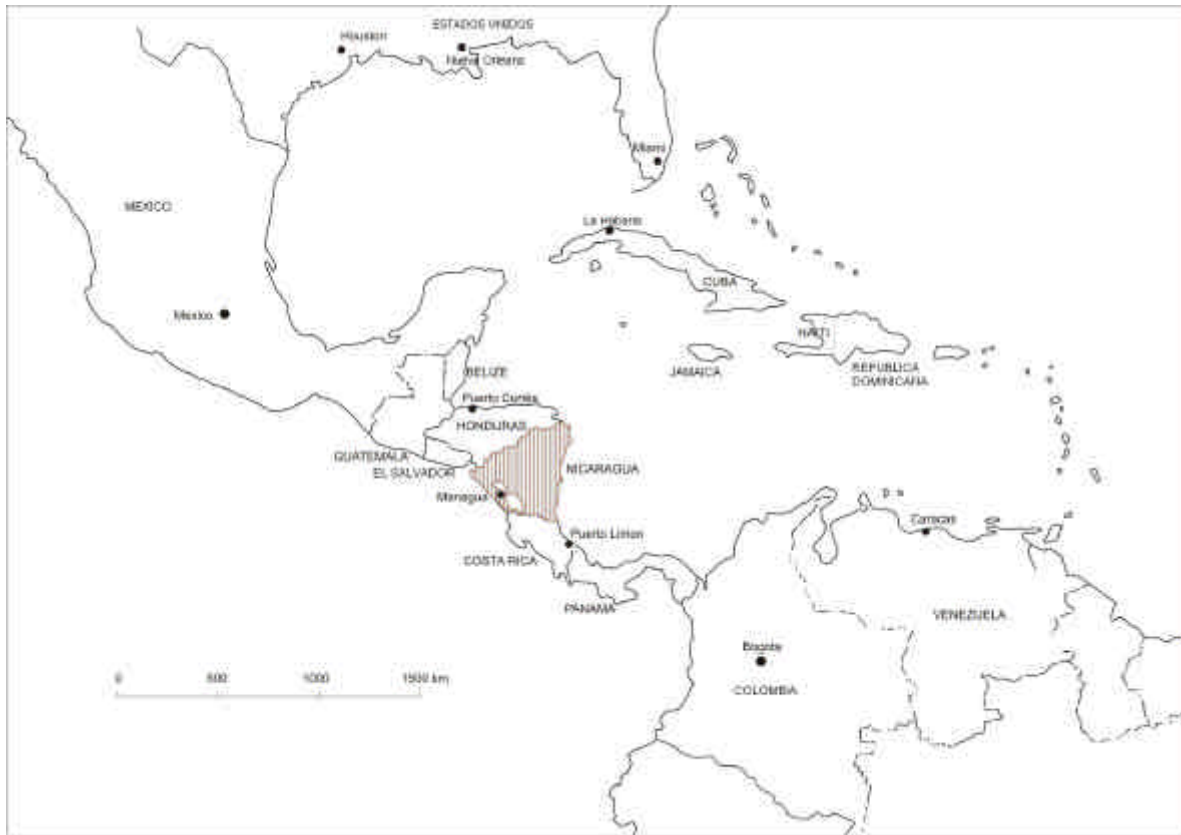 ESTADOS UNIDOS
Houston
Nueva Orleans
Miami
MEXICO
La Habana
CUBA
Mexico
HAITI
JAMAICA
REPUBLICA
DOMINICANA
BELIZE
Puerto Cortés
HONDURAS
GUATEMALA
EL SALVADOR
NICARAGUA
Managua
Caracas
Puerto Limon
COSTA RICA
PANAMA
VENEZUELA
Bogota
COLOMBIA
0 500 1000 1500 km